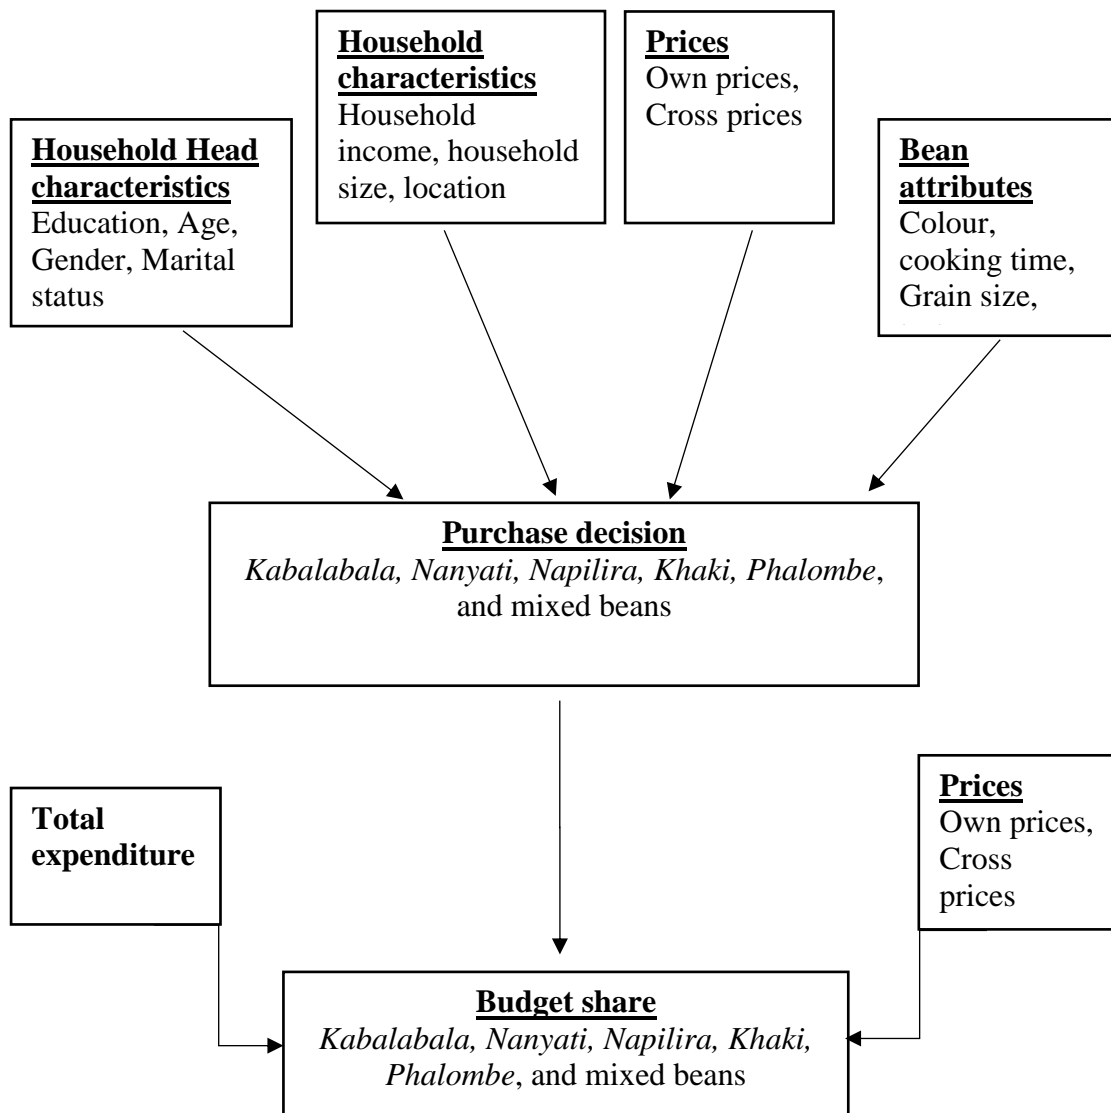 Household Head
characteristics
Education, Age,
Gender, Marital
status
Household
characteristics
Household
income, household
size, location
Prices
Own prices,
Cross prices
Bean
attributes
Colour,
cooking time,
Grain size,
Purchase decision
Kabalabala, Nanyati, Napilira, Khaki, Phalombe,
and mixed beans
Total
expenditure
Prices
Own prices,
Cross
prices
Budget share
Kabalabala, Nanyati, Napilira, Khaki,
Phalombe, and mixed beans